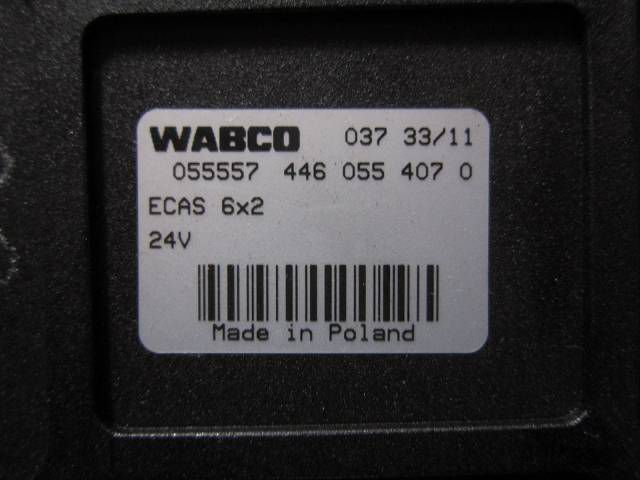 WABCO 037 33/11
055557 446 055 407 0
ECAS 6x2
24V
Made in Poland